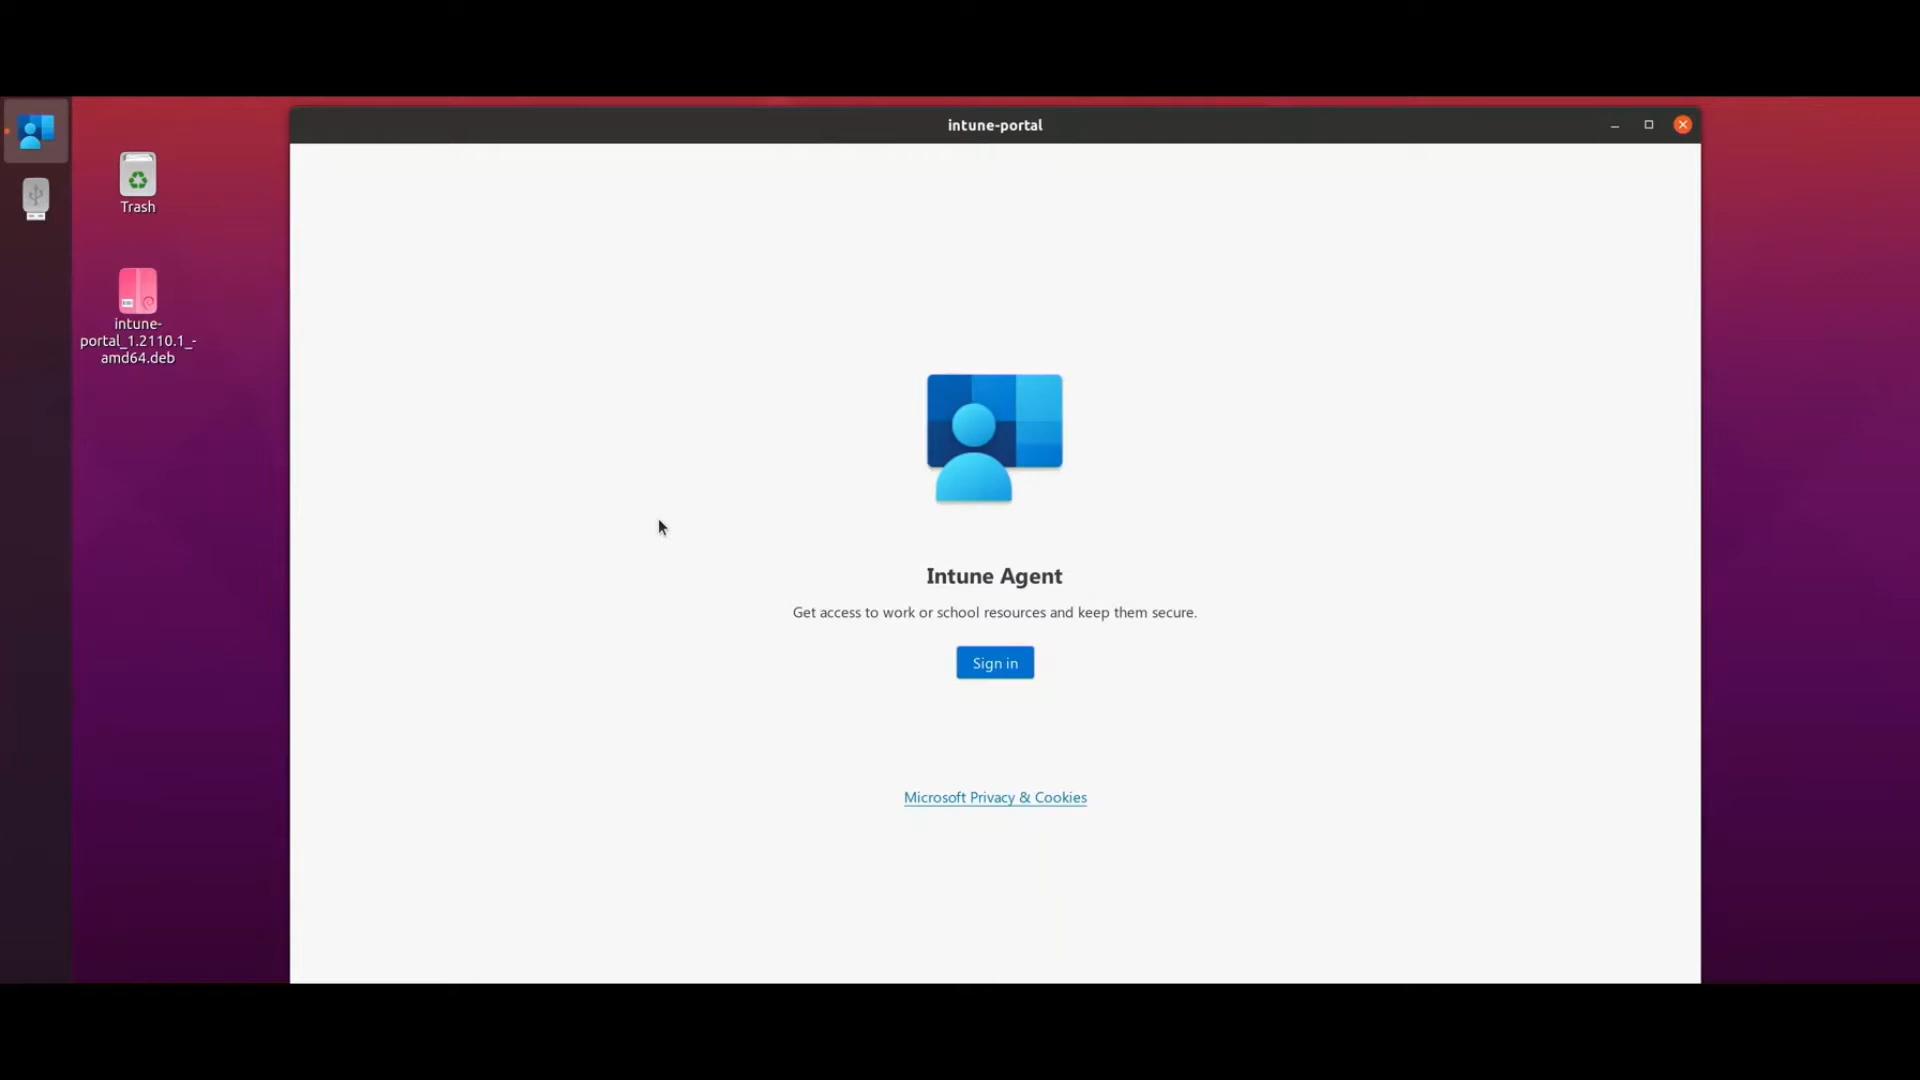 intune-portal
Trash
intune-
portal_1.2110.1_-
amd64.deb
Intune Agent
Get access to work or school resources and keep them secure.
Sign in
Microsoft Privacy & Cookies